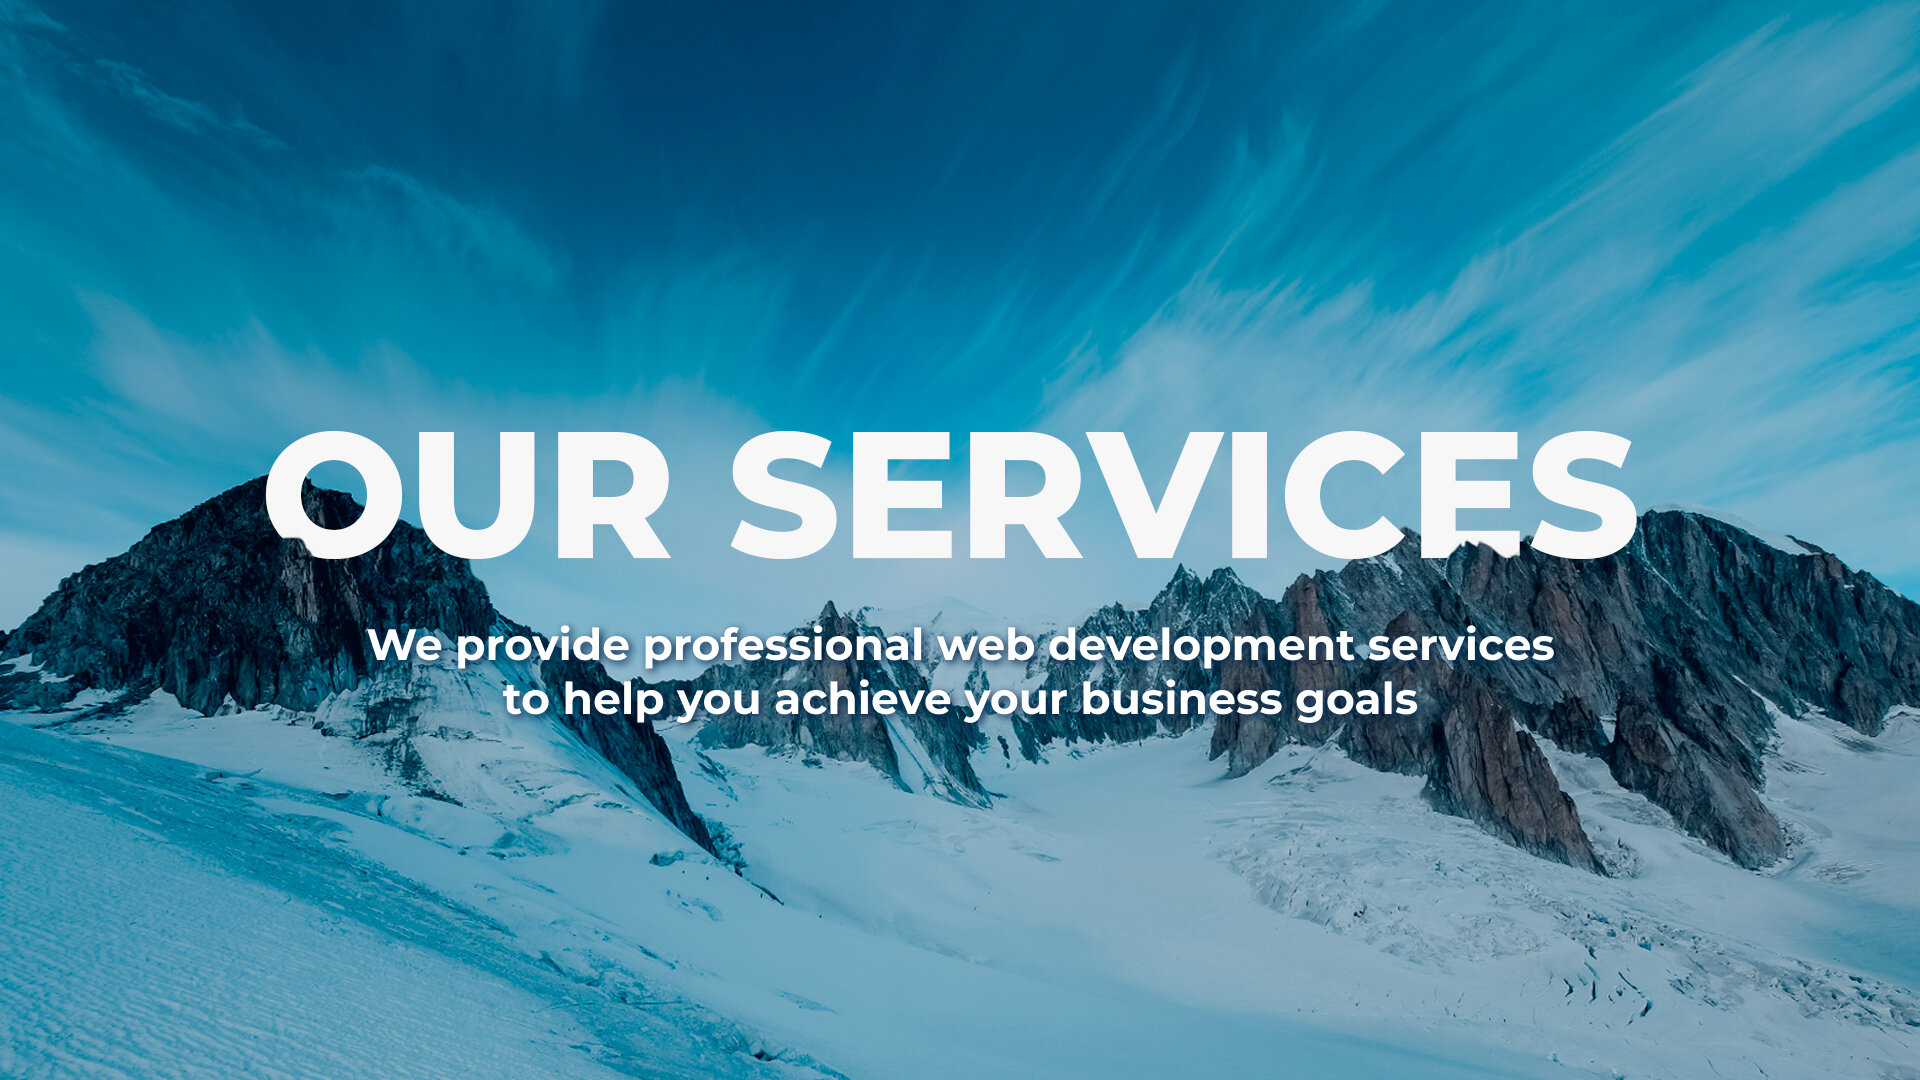 OUR SERVICES
We provide professional web development services
to help you achieve your business goals